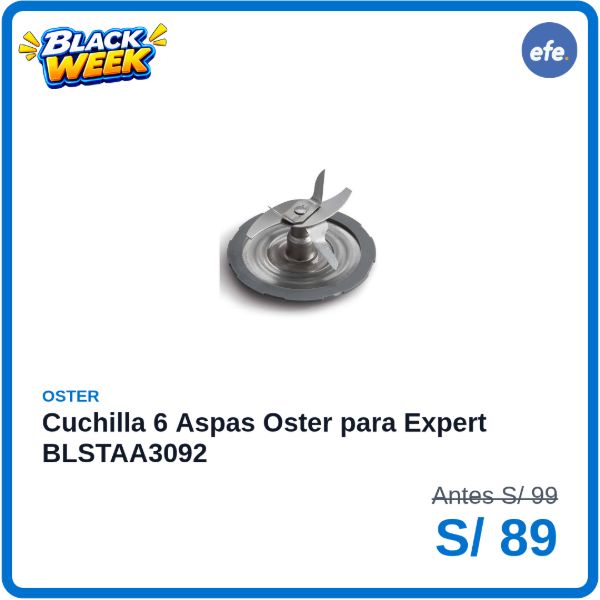 BLACK
WEEK
efe.
OSTER
Cuchilla 6 Aspas Oster para Expert
BLSTAA3092
Antes S/ 99
S/ 89